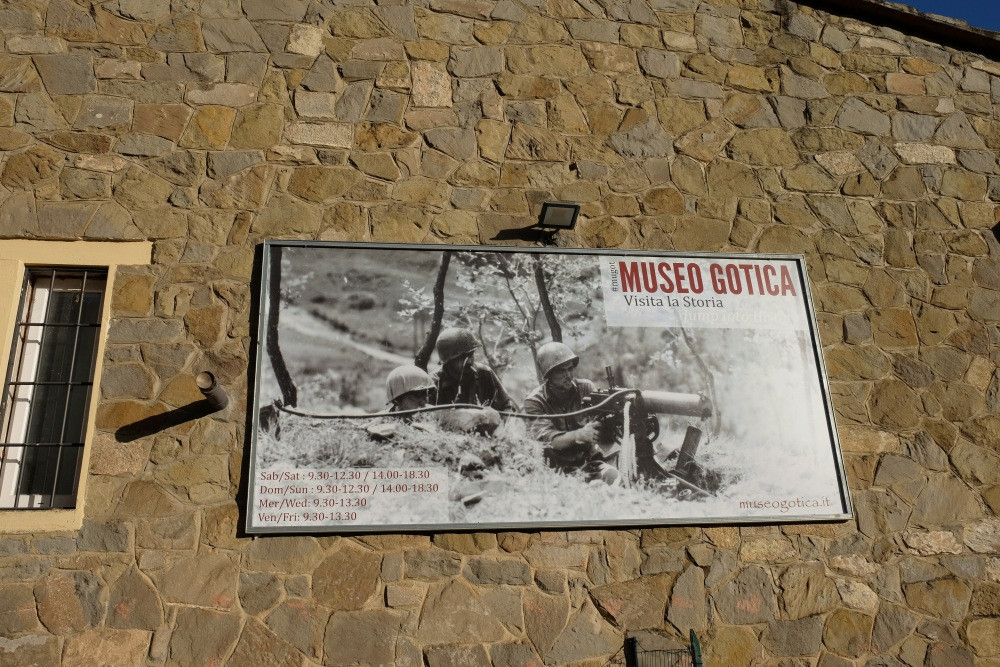 #mugot
MUSEO GOTICA
Visita la Storia
Sab/Sat : 9.30-12.30 / 14.00-18.30
Dom/Sun : 9.30-12.30 / 14.00-18.30
Mer/Wed: 9.30-13.30
Ven/Fri: 9.30-13.30
museogotica.it